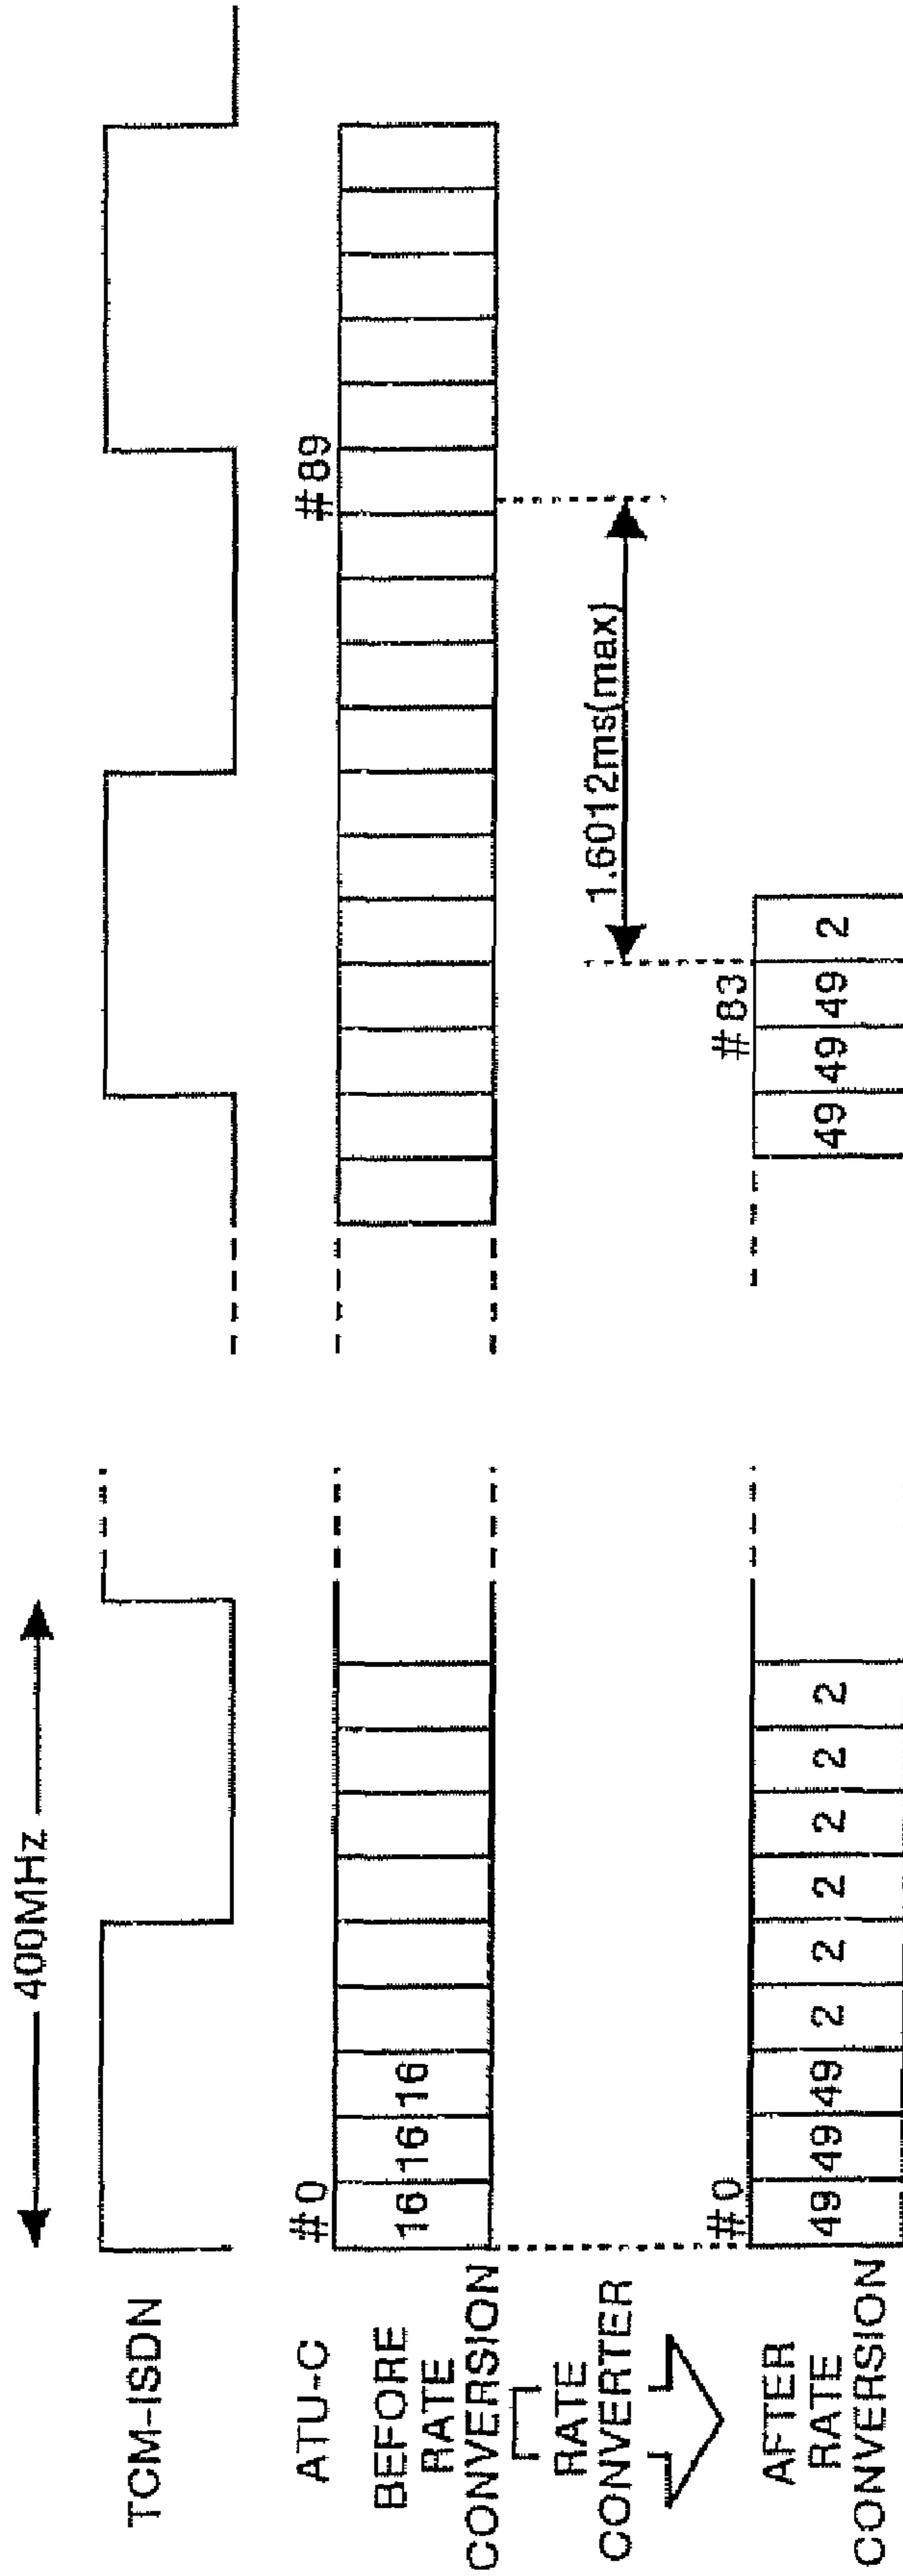 400MHz
TCM-ISDN
ATU-C
#0
#89
BEFORE
RATE
CONVERSION
16 16 16
RATE
CONVERTER
1.6012ms(max)
AFTER
RATE
CONVERSION
#0
49 49 49 2 2 2 2 2 2
#83
49 49 49 2